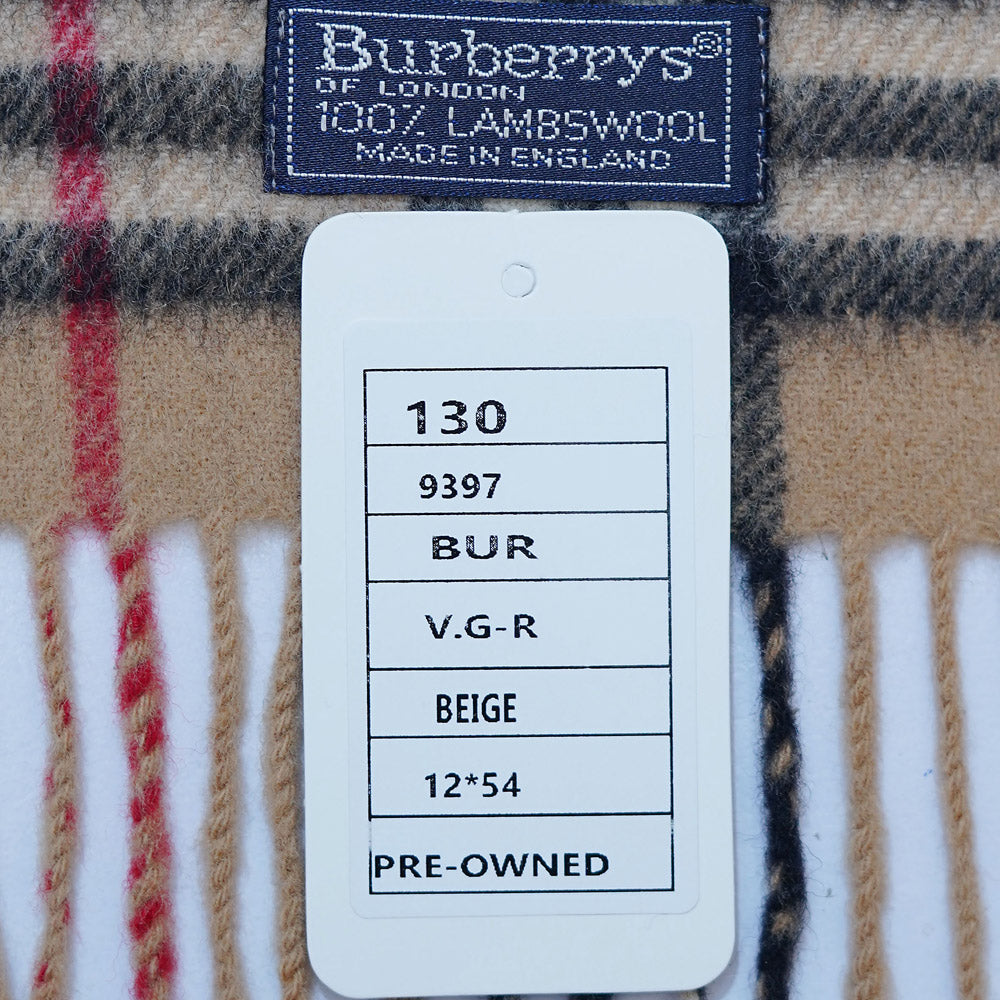 Burberrys®
OF LONDON
100% LAMBSWOOL
MADE IN ENGLAND
130
9397
BUR
V.G-R
BEIGE
12*54
PRE-OWNED